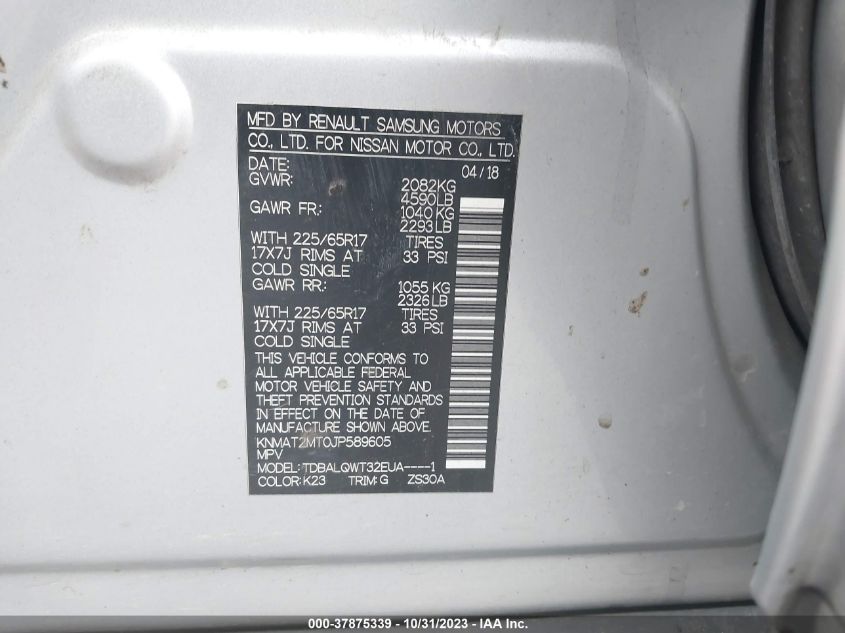 MFD BY RENAULT SAMSUNG MOTORS
CO., LTD. FOR NISSAN MOTOR CO., LTD.
DATE: 04/18
GVWR: 2082KG
4590LB
GAWR FR: 1040 KG
2293LB
WITH 225/65R17 TIRES
17X7J RIMS AT 33 PSI
COLD SINGLE
GAWR RR: 1055 KG
2326LB
WITH 225/65R17 TIRES
17X7J RIMS AT 33 PSI
COLD SINGLE
THIS VEHICLE CONFORMS TO
ALL APPLICABLE FEDERAL
MOTOR VEHICLE SAFETY AND
THEFT PREVENTION STANDARDS
IN EFFECT ON THE DATE OF
MANUFACTURE SHOWN ABOVE.
KNMAT2MT0JP589605
MPV
MODEL: TDBALQWT32EUA----1
COLOR: K23 TRIM: G ZS30A
000-37875339 - 10/31/2023 - IAA Inc.